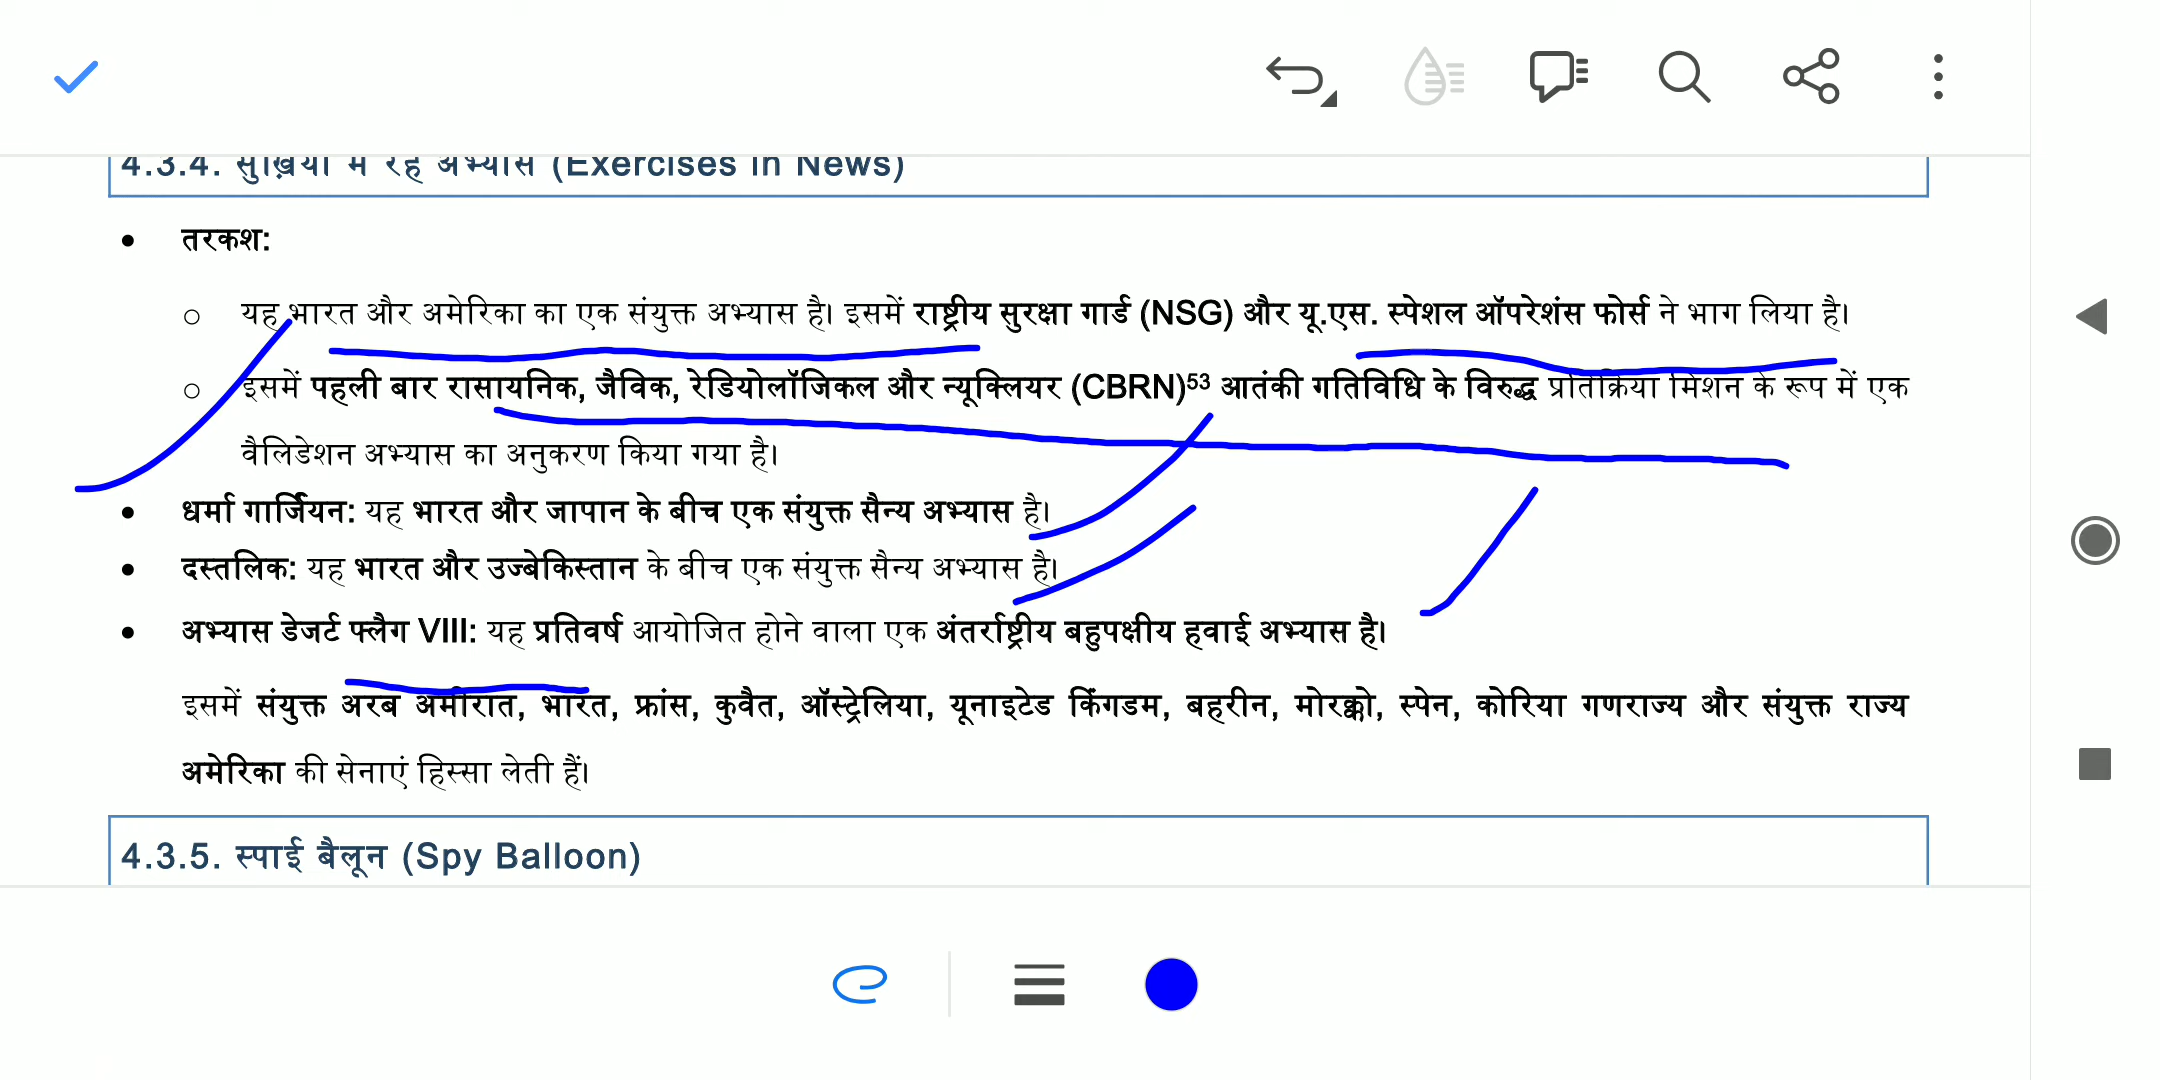 4.3.4. सुर्ख़ियों में रहे अभ्यास (Exercises in News)
• तरकश:
○ यह भारत और अमेरिका का एक संयुक्त अभ्यास है। इसमें राष्ट्रीय सुरक्षा गार्ड (NSG) और यू.एस. स्पेशल ऑपरेशंस फोर्स ने भाग लिया है।
○ इसमें पहली बार रासायनिक, जैविक, रेडियोलॉजिकल और न्यूक्लियर (CBRN)⁵³ आतंकी गतिविधि के विरुद्ध प्रतिक्रिया मिशन के रूप में एक
वैलिडेशन अभ्यास का अनुकरण किया गया है।
• धर्मा गार्जियन: यह भारत और जापान के बीच एक संयुक्त सैन्य अभ्यास है।
• दस्तलिक: यह भारत और उज्बेकिस्तान के बीच एक संयुक्त सैन्य अभ्यास है।
• अभ्यास डेजर्ट फ्लैग VIII: यह प्रतिवर्ष आयोजित होने वाला एक अंतर्राष्ट्रीय बहुपक्षीय हवाई अभ्यास है।
इसमें संयुक्त अरब अमीरात, भारत, फ्रांस, कुवैत, ऑस्ट्रेलिया, यूनाइटेड किंगडम, बहरीन, मोरक्को, स्पेन, कोरिया गणराज्य और संयुक्त राज्य
अमेरिका की सेनाएं हिस्सा लेती हैं।
4.3.5. स्पाई बैलून (Spy Balloon)